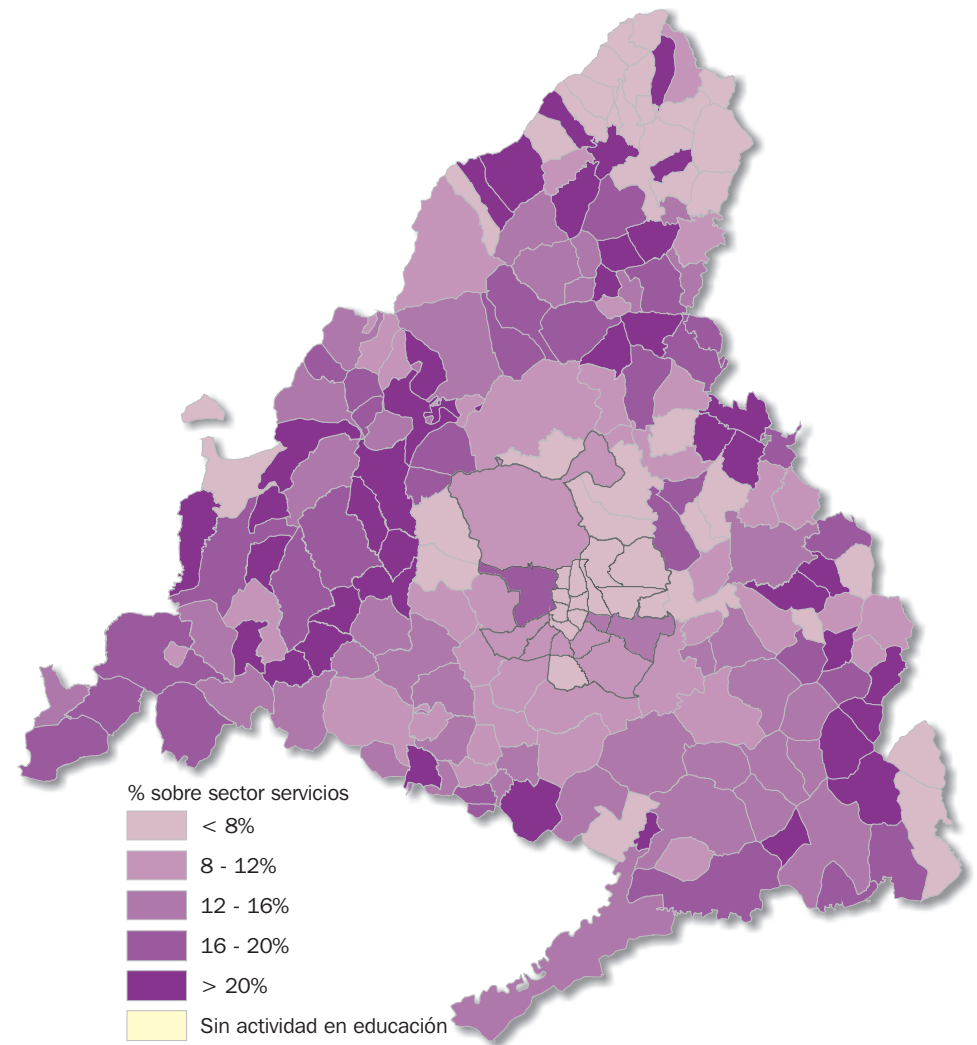 % sobre sector servicios
< 8%
8 - 12%
12 - 16%
16 - 20%
> 20%
Sin actividad en educación